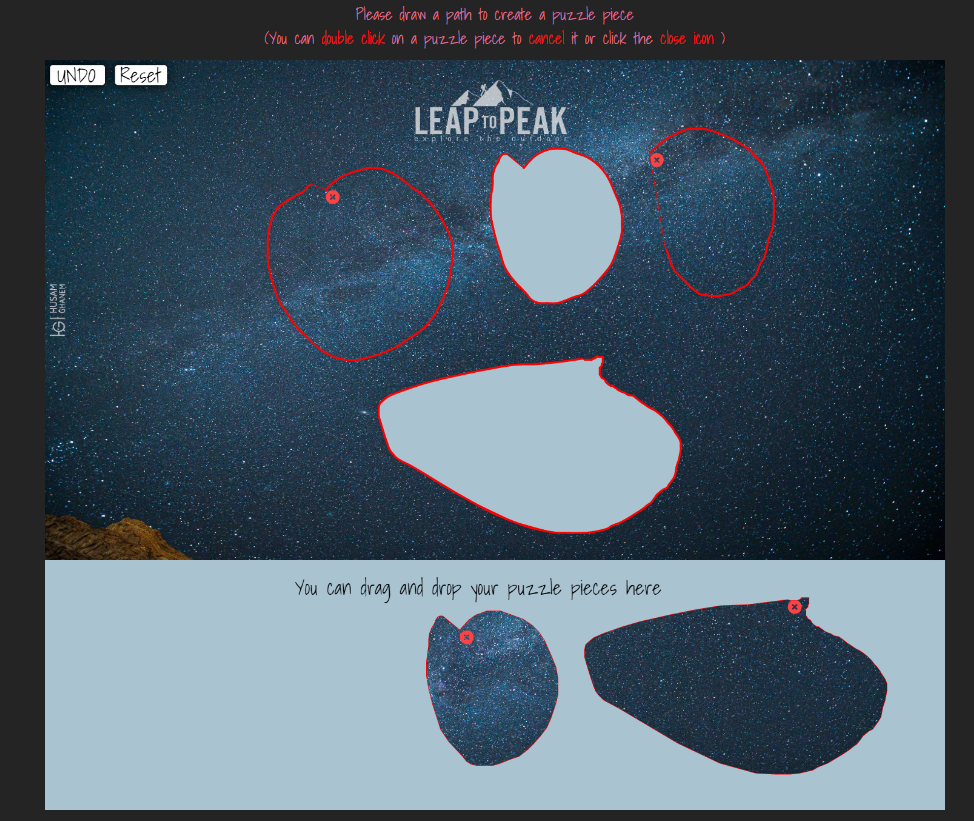 Please draw a path to create a puzzle piece
(You can double click on a puzzle piece to cancel it or click the close icon )
UNDO Reset
LEAP TO PEAK
explore the outdoor
HUSAM
GHANEM
You can drag and drop your puzzle pieces here